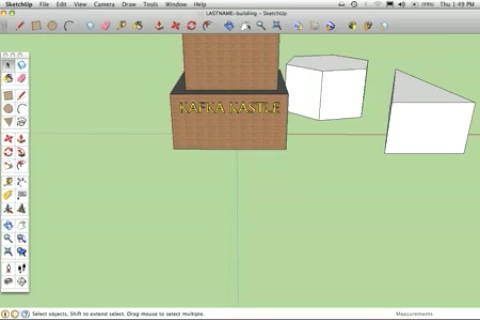 SketchUp File Edit View Camera Draw Tools Window Help Thu 1:49 PM
LASTNAME-building - SketchUp
KAFKA KASTLE
Select objects. Shift to extend select. Drag mouse to select multiple. Measurements